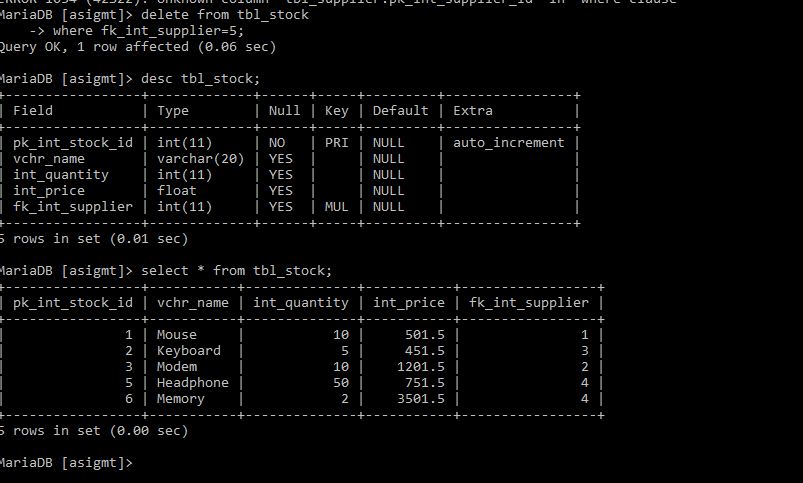 ERROR 1054 (42S22): Unknown column 'tbl_supplier.pk_int_supplier_id' in 'where clause'
MariaDB [asigmt]> delete from tbl_stock
    -> where fk_int_supplier=5;
Query OK, 1 row affected (0.06 sec)

MariaDB [asigmt]> desc tbl_stock;
+-----------------+-------------+------+-----+---------+----------------+
| Field           | Type        | Null | Key | Default | Extra          |
+-----------------+-------------+------+-----+---------+----------------+
| pk_int_stock_id | int(11)     | NO   | PRI | NULL    | auto_increment |
| vchr_name       | varchar(20) | YES  |     | NULL    |                |
| int_quantity    | int(11)     | YES  |     | NULL    |                |
| int_price       | float       | YES  |     | NULL    |                |
| fk_int_supplier | int(11)     | YES  | MUL | NULL    |                |
+-----------------+-------------+------+-----+---------+----------------+
5 rows in set (0.01 sec)

MariaDB [asigmt]> select * from tbl_stock;
+-----------------+-----------+--------------+-----------+-----------------+
| pk_int_stock_id | vchr_name | int_quantity | int_price | fk_int_supplier |
+-----------------+-----------+--------------+-----------+-----------------+
|               1 | Mouse     |           10 |     501.5 |               1 |
|               2 | Keyboard  |            5 |     451.5 |               3 |
|               3 | Modem     |           10 |    1201.5 |               2 |
|               5 | Headphone |           50 |     751.5 |               4 |
|               6 | Memory    |            2 |    3501.5 |               4 |
+-----------------+-----------+--------------+-----------+-----------------+
5 rows in set (0.00 sec)

MariaDB [asigmt]>